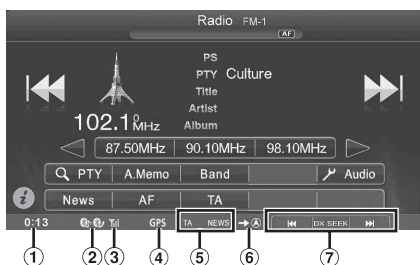 Radio FM-1
AF
PS
PTY Culture
Title
Artist
102.1 MHz Album
87.50MHz 90.10MHz 98.10MHz
PTY A.Memo Band Audio
i News AF TA
0:13 GPS TA NEWS A DX SEEK
1 2 3 4 5 6 7